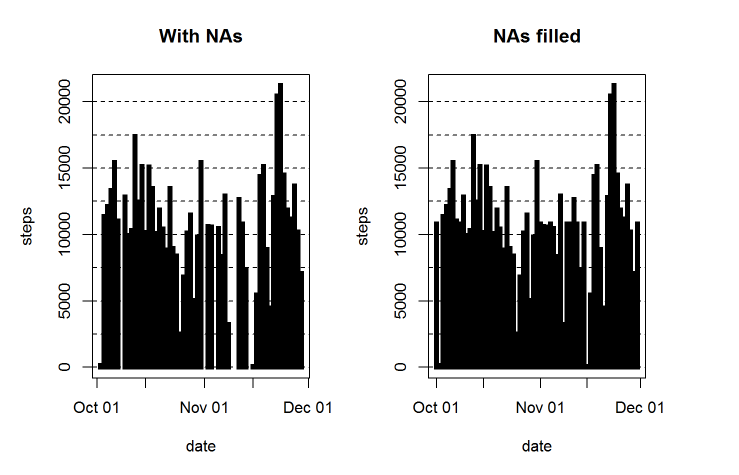 With NAs
steps
20000
15000
10000
5000
0
Oct 01 Nov 01 Dec 01
date
NAs filled
steps
20000
15000
10000
5000
0
Oct 01 Nov 01 Dec 01
date